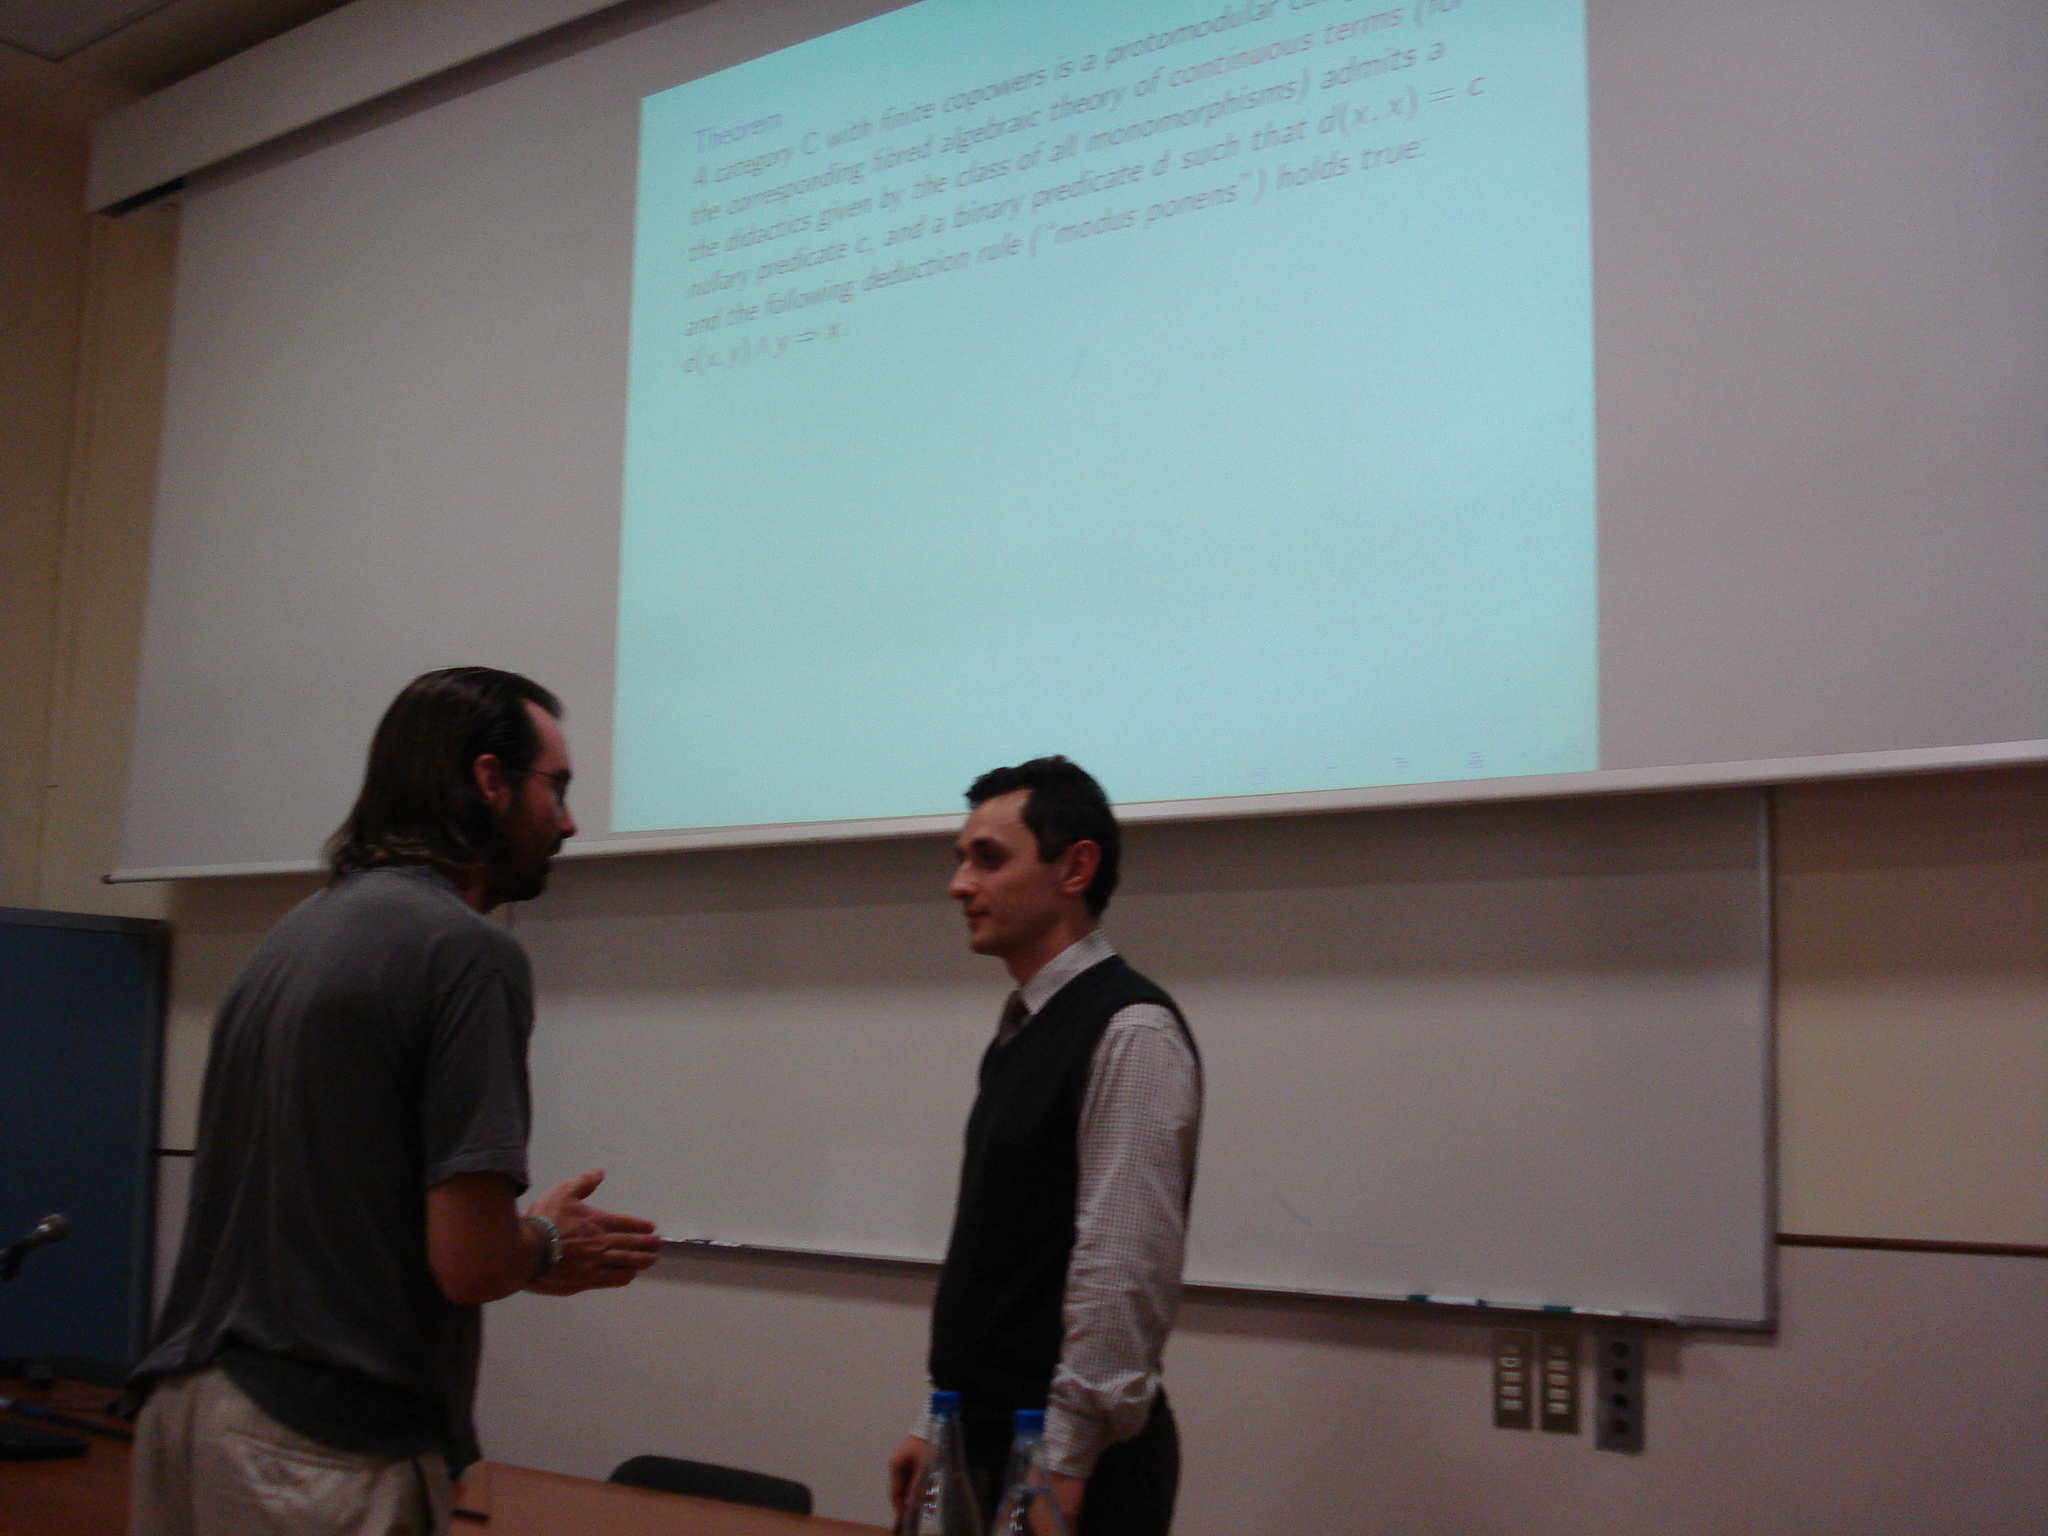 Theorem
A category C with finite copowers is a protomodular
the corresponding fibred algebraic theory of continuous terms (for
the didactics given by the class of all monomorphisms) admits a
nullary predicate c, and a binary predicate d such that d(x, x) = c
and the following deduction rule ("modus ponens") holds true:
d(x, y) ∧ y ⇒ x.